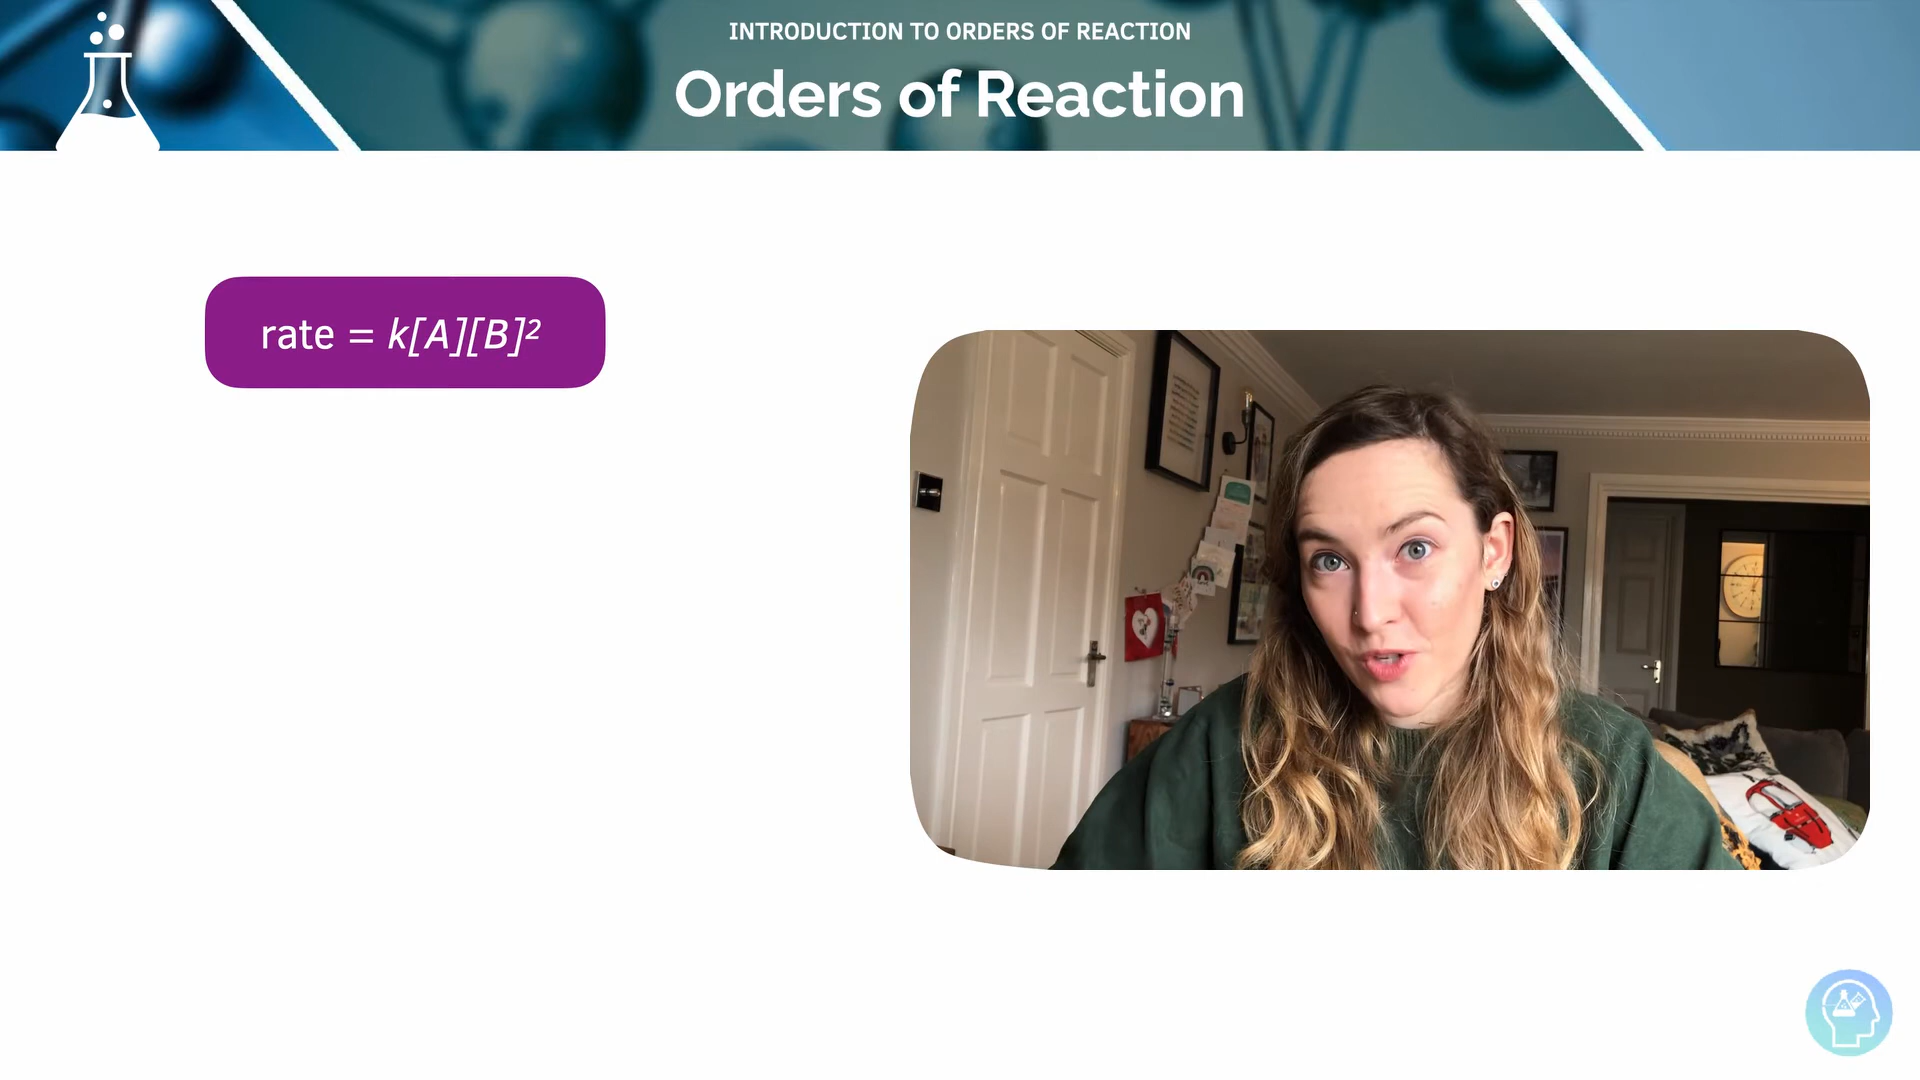 INTRODUCTION TO ORDERS OF REACTION
Orders of Reaction
rate = k[A][B]²